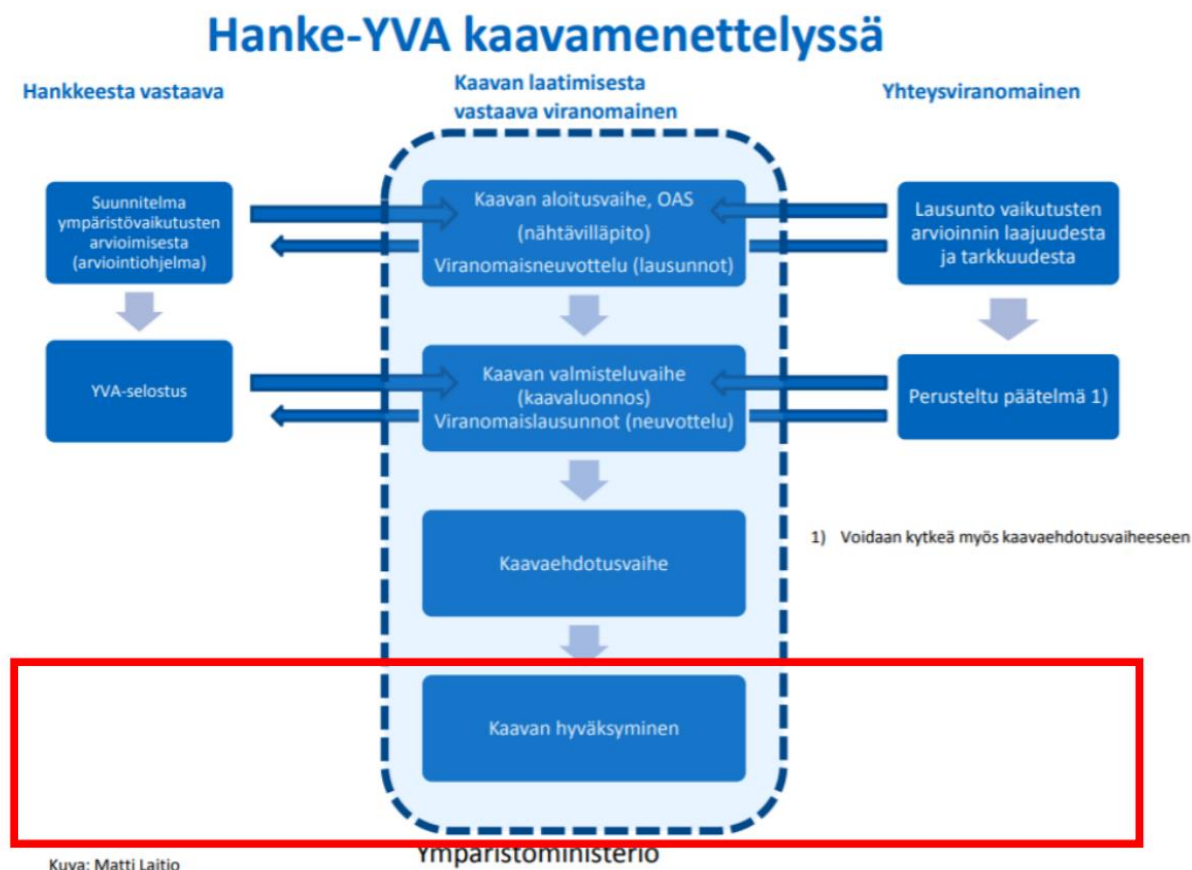 Hanke-YVA kaavamenettelyssä
Hankkeesta vastaava
Kaavan laatimisesta
vastaava viranomainen
Yhteysviranomainen
Suunnitelma
ympäristövaikutusten
arvioimisesta
(arviointiohjelma)
Kaavan aloitusvaihe, OAS
(nähtävilläpito)
Viranomaisneuvottelu (lausunnot)
Lausunto vaikutusten
arvioinnin laajuudesta
ja tarkkuudesta
YVA-selostus
Kaavan valmisteluvaihe
(kaavaluonnos)
Viranomaislausunnot (neuvottelu)
Perusteltu päätelmä 1)
Kaavaehdotusvaihe
1) Voidaan kytkeä myös kaavaehdotusvaiheeseen
Kaavan hyväksyminen
Ympäristöministeriö
Kuva: Matti Laitio